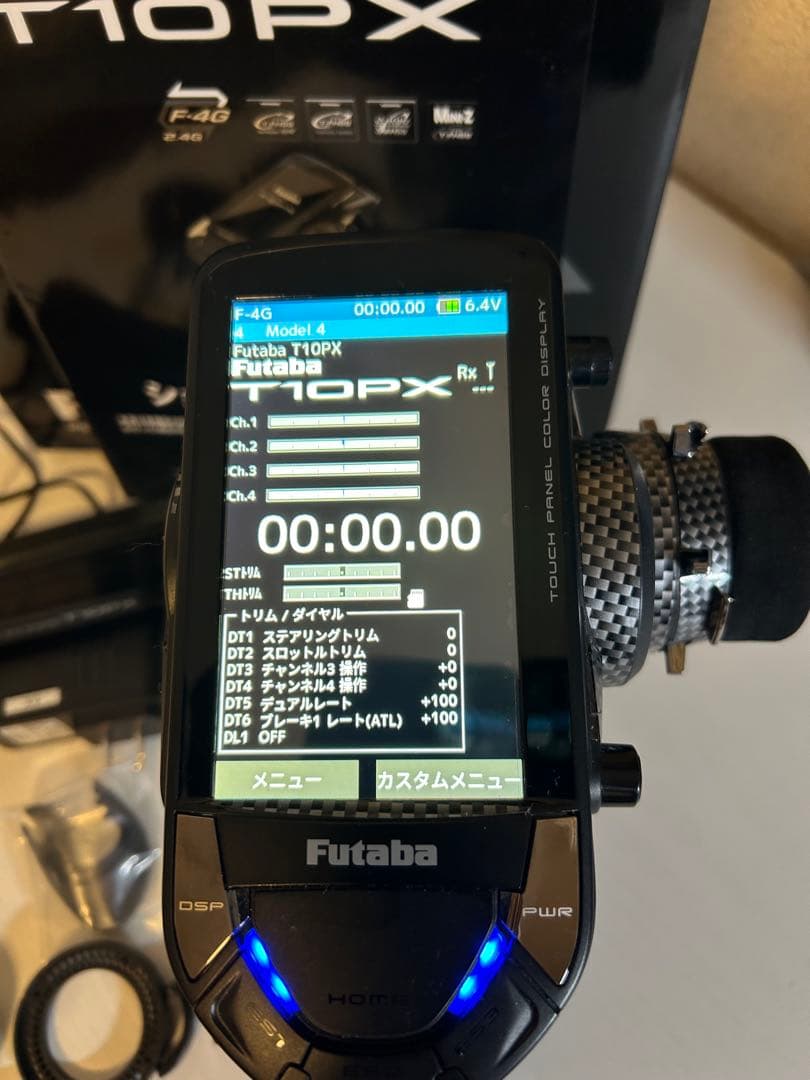 T10PX
F-4G
2.4G
MINI-Z
F-4G 00:00.00 6.4V
4 Model 4
Futaba T10PX
Futaba
T10PX Rx ---
Ch.1
Ch.2
Ch.3
Ch.4
00:00.00
STトリム
THトリム
トリム / ダイヤル
DT1 ステアリングトリム 0
DT2 スロットルトリム 0
DT3 チャンネル3 操作 +0
DT4 チャンネル4 操作 +0
DT5 デュアルレート +100
DT6 ブレーキ1 レート(ATL) +100
DL1 OFF
メニュー カスタムメニュー
TOUCH PANEL COLOR DISPLAY
Futaba
DSP PWR
HOME